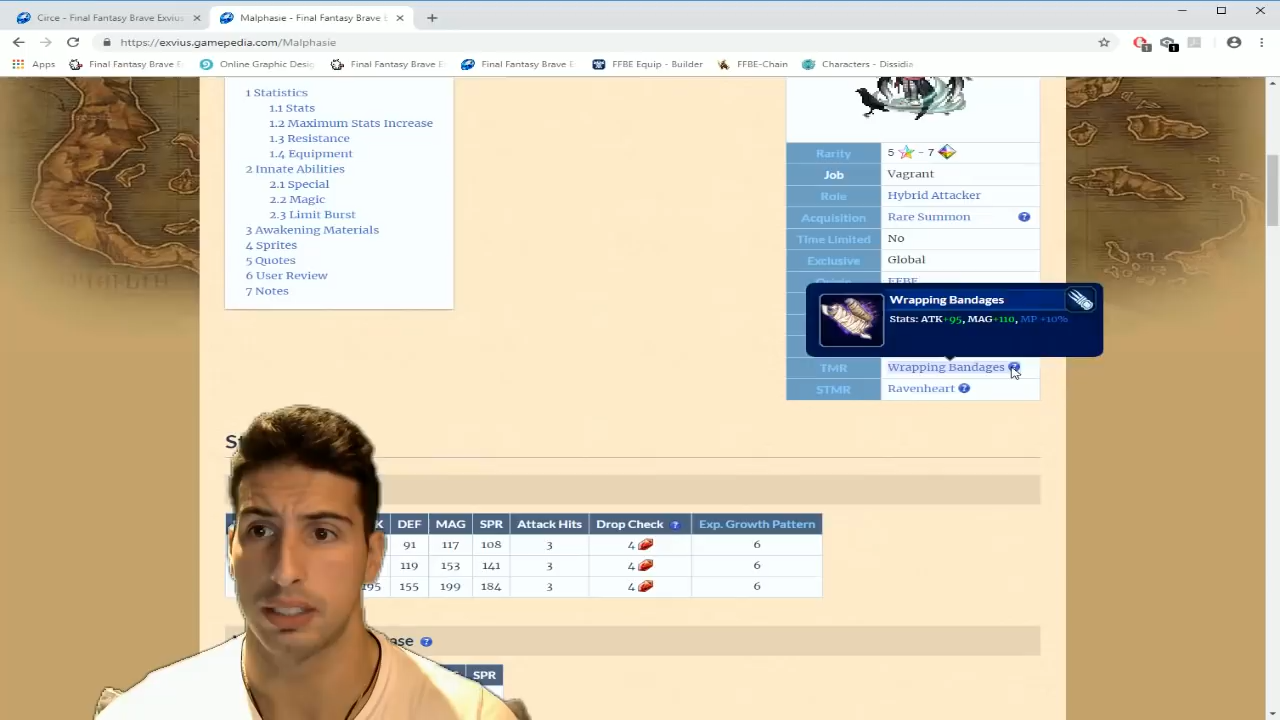 Circe - Final Fantasy Brave Exvius
Malphasie - Final Fantasy Brave E
https://exvius.gamepedia.com/Malphasie
Apps
Final Fantasy Brave E
Online Graphic Desi
Final Fantasy Brave E
Final Fantasy Brave E
FFBE Equip - Builder
FFBE-Chain
Characters - Dissidia
1 Statistics
1.1 Stats
1.2 Maximum Stats Increase
1.3 Resistance
1.4 Equipment
2 Innate Abilities
2.1 Special
2.2 Magic
2.3 Limit Burst
3 Awakening Materials
4 Sprites
5 Quotes
6 User Review
7 Notes
Rarity 5 - 7
Job Vagrant
Role Hybrid Attacker
Acquisition Rare Summon
Time Limited No
Exclusive Global
Origin FFBE
Wrapping Bandages
Stats: ATK+95, MAG+110, MP +10%
TMR Wrapping Bandages
STMR Ravenheart
DEF MAG SPR Attack Hits Drop Check Exp. Growth Pattern
91 117 108 3 4 6
119 153 141 3 4 6
195 155 199 184 3 4 6
SPR